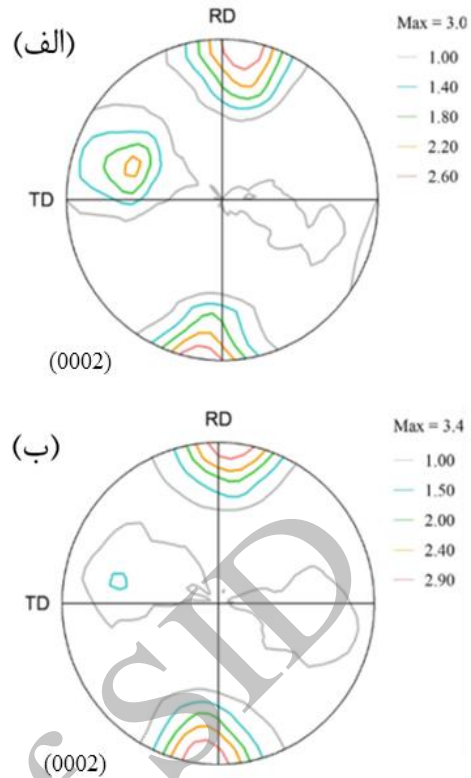 (الف)
RD
Max = 3.0
1.00
1.40
1.80
2.20
2.60
TD
(0002)
(ب)
RD
Max = 3.4
1.00
1.50
2.00
2.40
2.90
TD
(0002)
SID